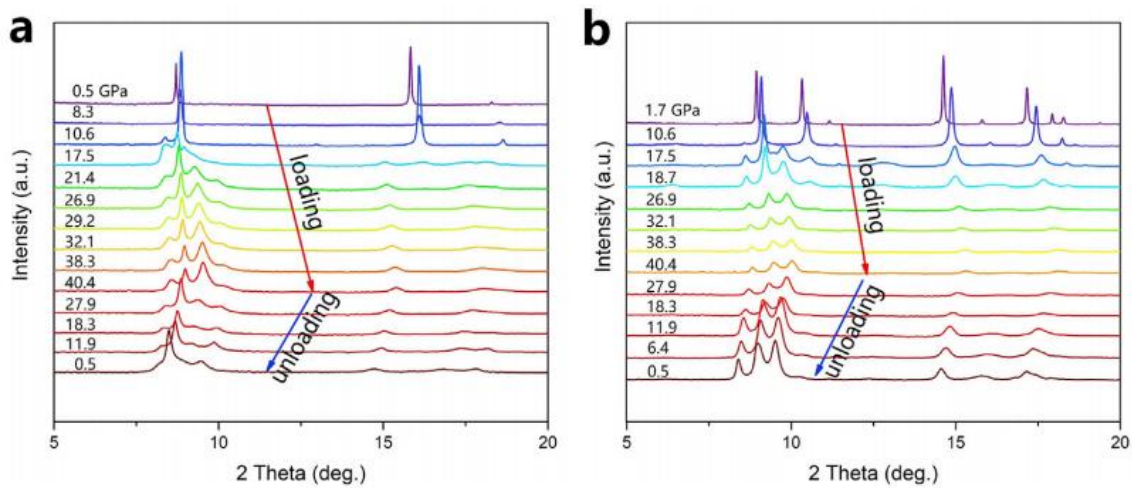 a
0.5 GPa
8.3
10.6
17.5
21.4
26.9
29.2
32.1
38.3
40.4
27.9
18.3
11.9
0.5
loading
unloading
Intensity (a.u.)
5
10
15
20
2 Theta (deg.)
b
1.7 GPa
10.6
17.5
18.7
26.9
32.1
38.3
40.4
27.9
18.3
11.9
6.4
0.5
loading
unloading
Intensity (a.u.)
5
10
15
20
2 Theta (deg.)